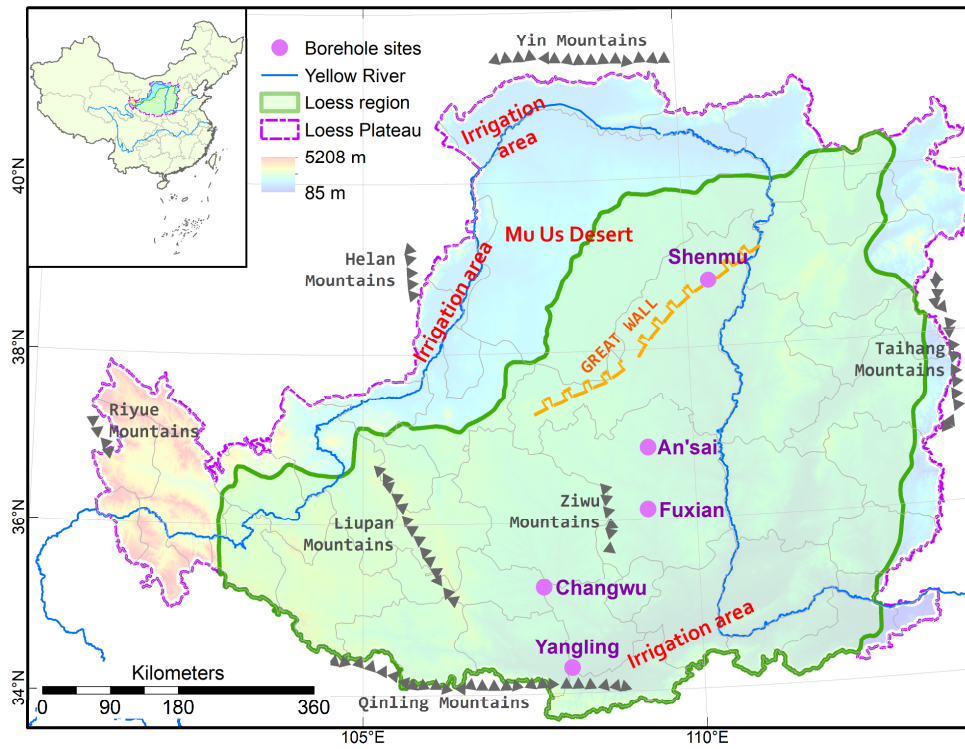 Borehole sites
Yellow River
Loess region
Loess Plateau
5208 m
85 m
Yin Mountains
Irrigation
area
Mu Us Desert
Helan
Mountains
Irrigation area
Shenmu
GREAT WALL
Taihang
Mountains
Riyue
Mountains
An'sai
Ziwu
Mountains
Fuxian
Liupan
Mountains
Changwu
Yangling
Irrigation area
Qinling Mountains
Kilometers
0 90 180 360
40°N
38°N
36°N
34°N
105°E
110°E